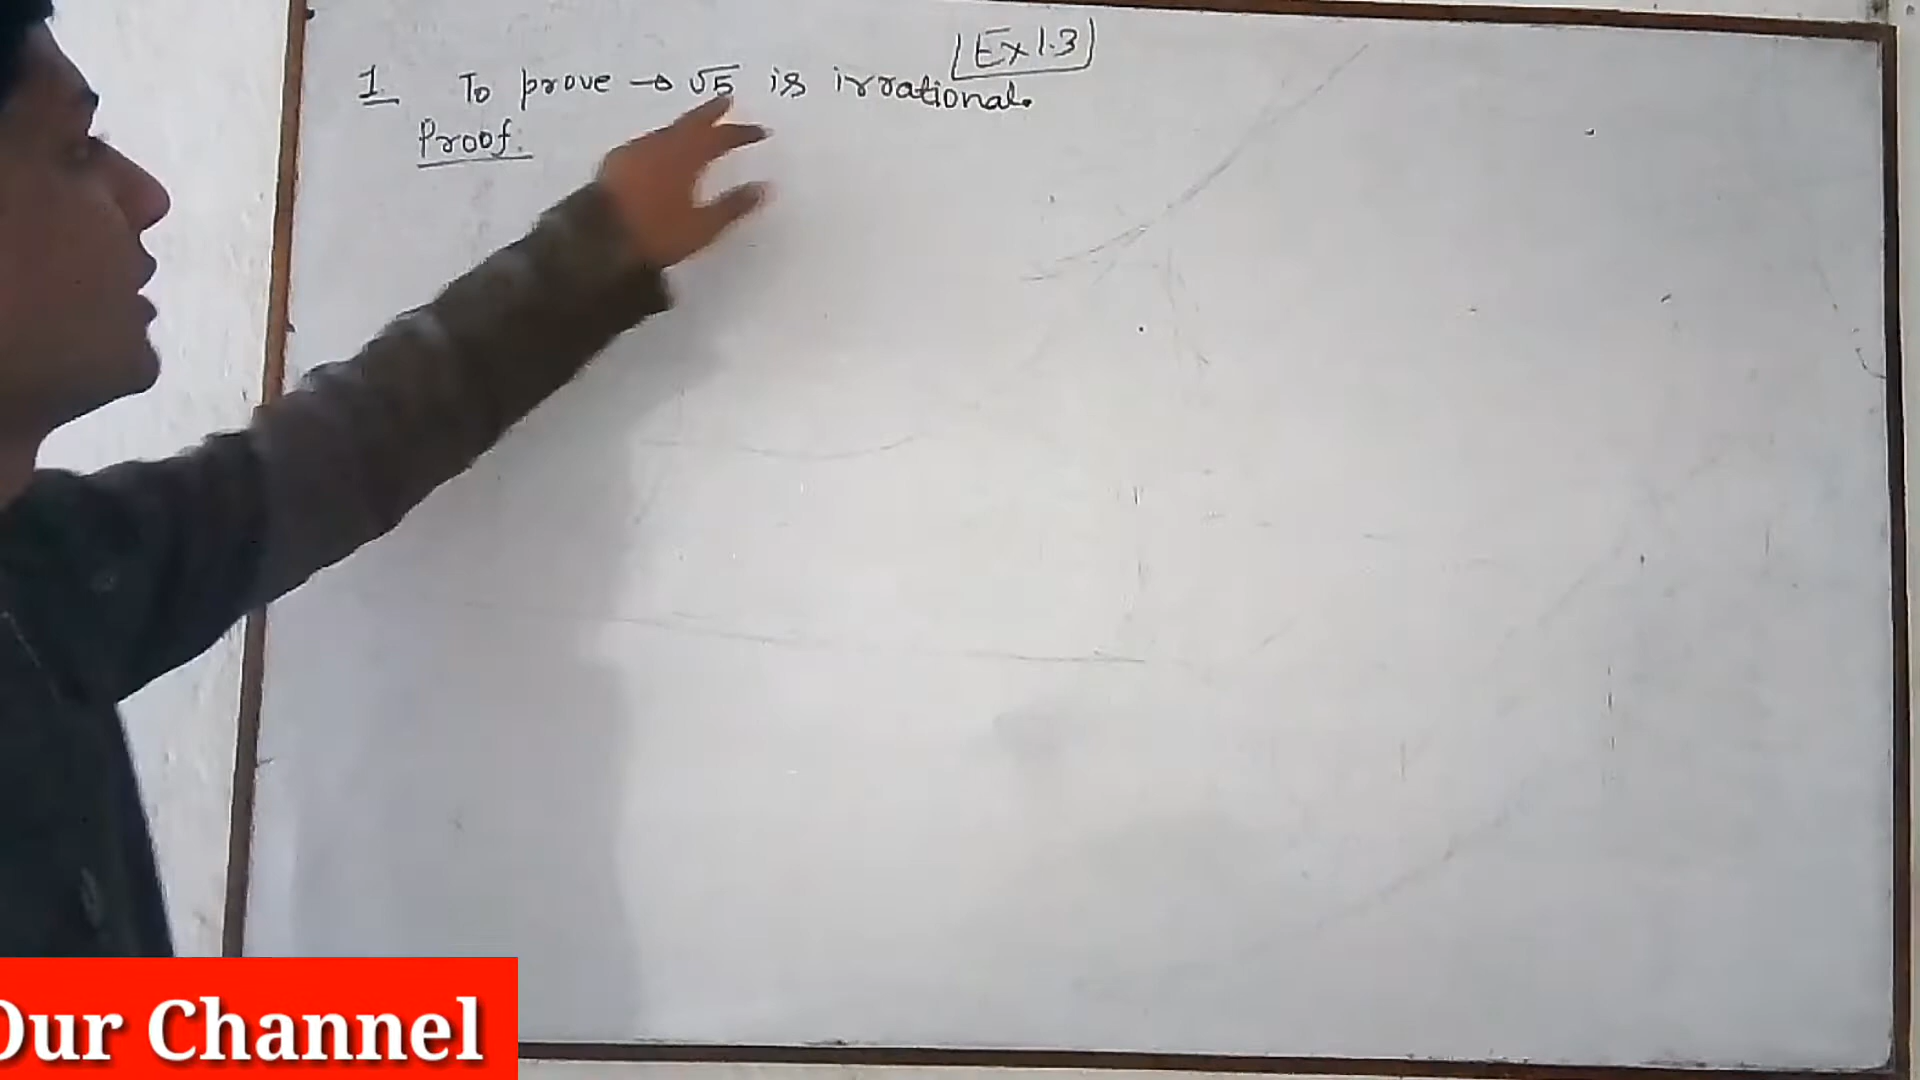 Ex 1.3
1. To prove → √5 is irrational.
Proof:
Our Channel